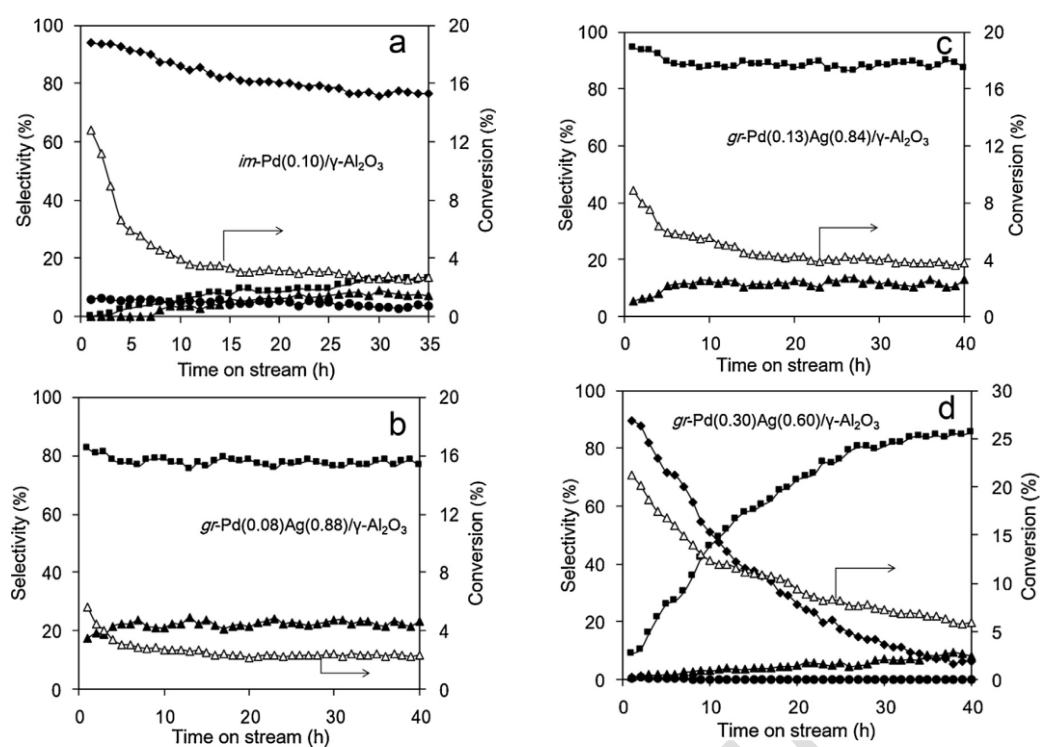 a
im-Pd(0.10)/γ-Al₂O₃
Selectivity (%)
Conversion (%)
100
80
60
40
20
0
20
16
12
8
4
0
0 5 10 15 20 25 30 35
Time on stream (h)
c
gr-Pd(0.13)Ag(0.84)/γ-Al₂O₃
Selectivity (%)
Conversion (%)
100
80
60
40
20
0
20
16
12
8
4
0
0 10 20 30 40
Time on stream (h)
b
gr-Pd(0.08)Ag(0.88)/γ-Al₂O₃
Selectivity (%)
Conversion (%)
100
80
60
40
20
0
20
16
12
8
4
0
0 10 20 30 40
Time on stream (h)
d
gr-Pd(0.30)Ag(0.60)/γ-Al₂O₃
Selectivity (%)
Conversion (%)
100
80
60
40
20
0
30
25
20
15
10
5
0
0 10 20 30 40
Time on stream (h)